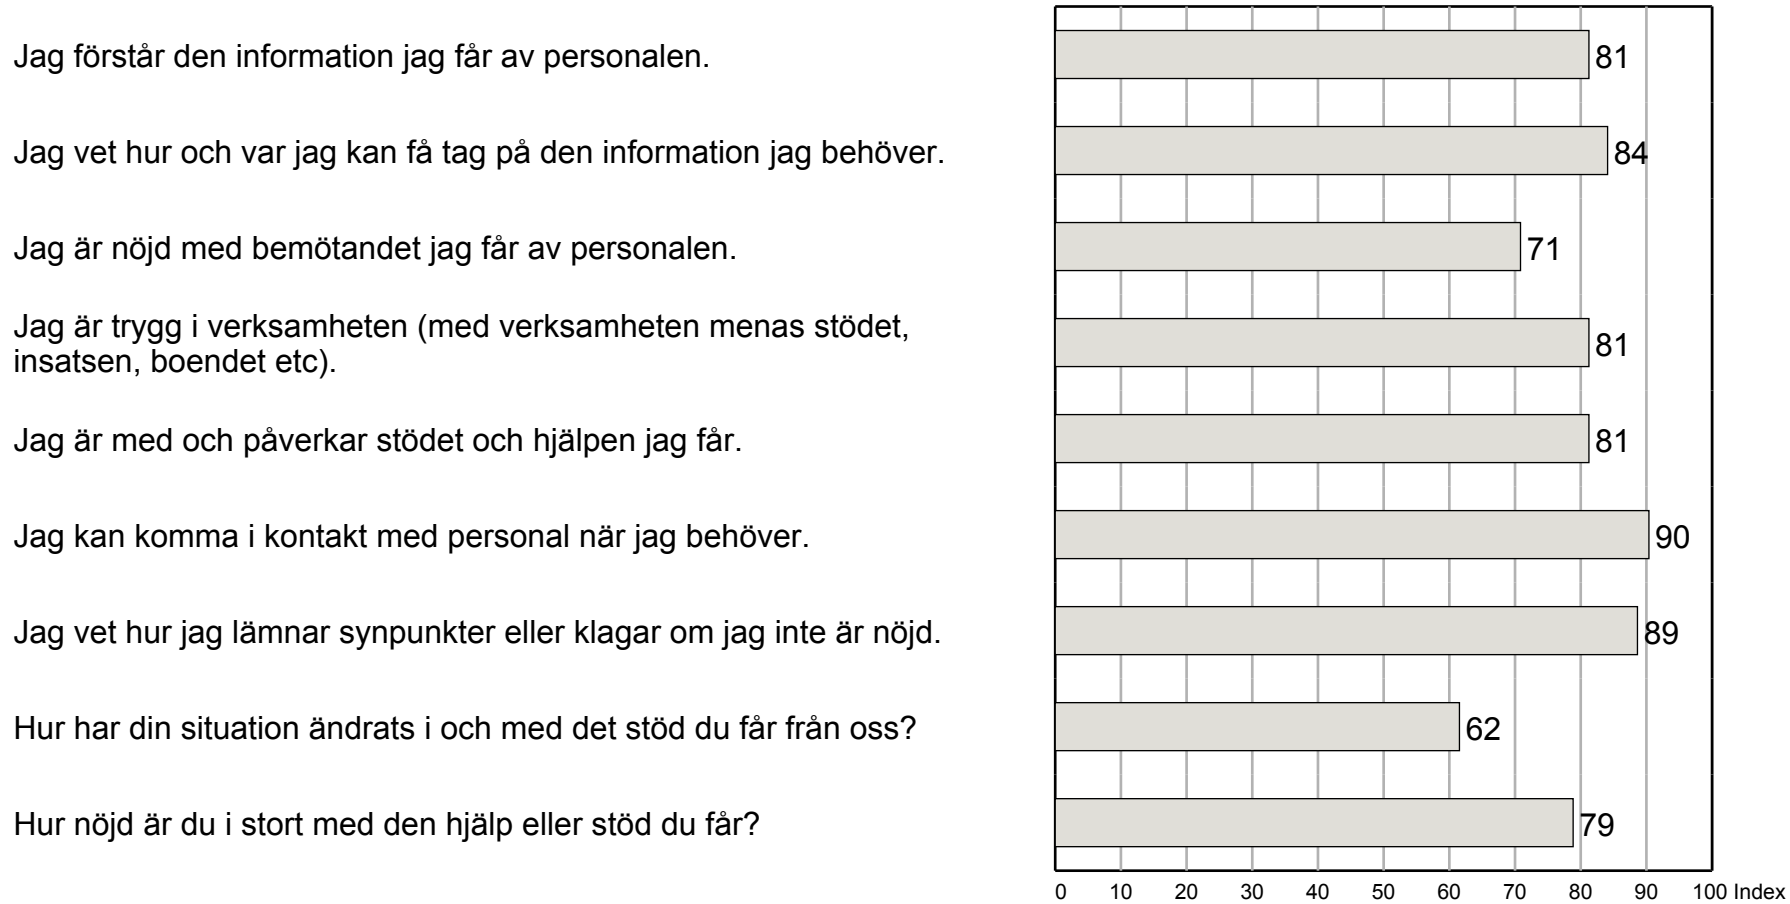 Jag förstår den information jag får av personalen.
81
Jag vet hur och var jag kan få tag på den information jag behöver.
84
Jag är nöjd med bemötandet jag får av personalen.
71
Jag är trygg i verksamheten (med verksamheten menas stödet,
insatsen, boendet etc).
81
Jag är med och påverkar stödet och hjälpen jag får.
81
Jag kan komma i kontakt med personal när jag behöver.
90
Jag vet hur jag lämnar synpunkter eller klagar om jag inte är nöjd.
89
Hur har din situation ändrats i och med det stöd du får från oss?
62
Hur nöjd är du i stort med den hjälp eller stöd du får?
79
0 10 20 30 40 50 60 70 80 90 100 Index